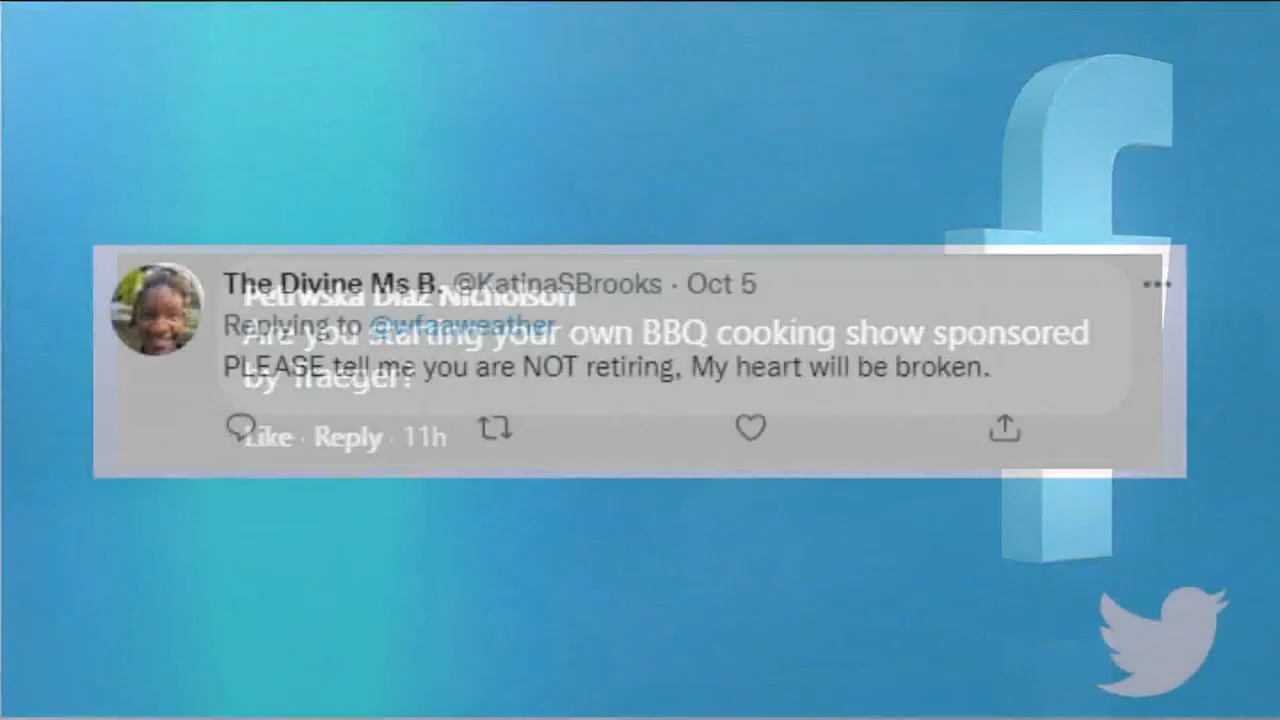 The Divine Ms B. @KatinaSBrooks · Oct 5
Petrwska Diaz Nicholson
Replying to @wfaaweather
Are you starting your own BBQ cooking show sponsored
PLEASE tell me you are NOT retiring, My heart will be broken.
by Traeger?
Like · Reply · 11h